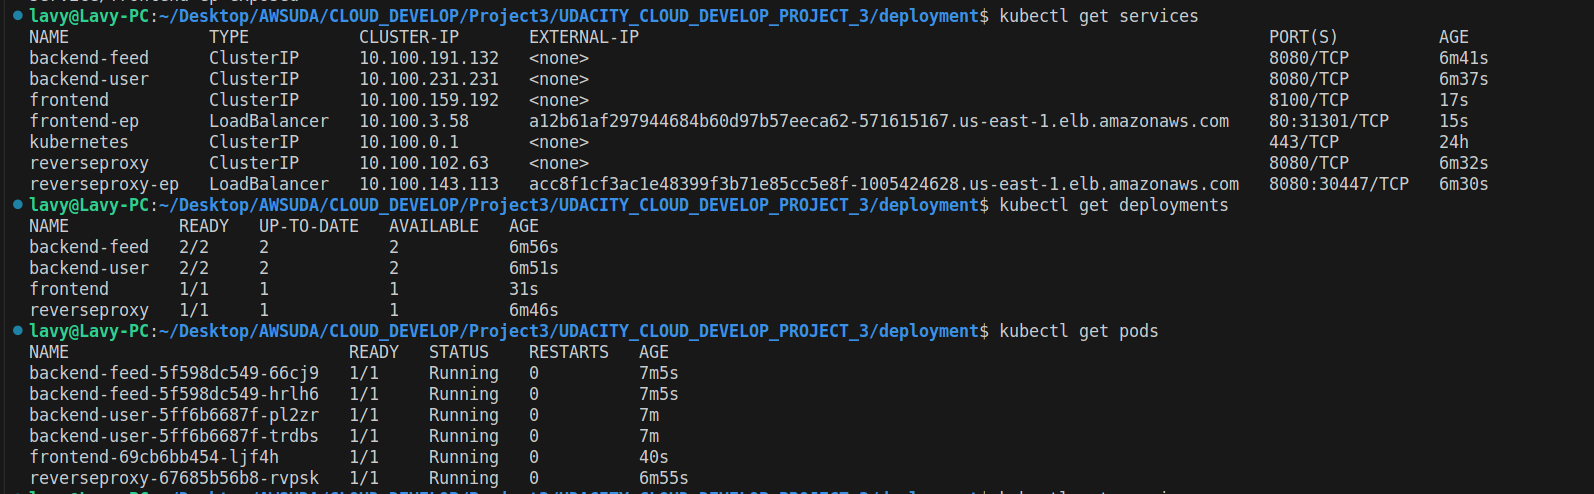 lavy@Lavy-PC:~/Desktop/AWSUDA/CLOUD_DEVELOP/Project3/UDACITY_CLOUD_DEVELOP_PROJECT_3/deployment$ kubectl get services
NAME TYPE CLUSTER-IP EXTERNAL-IP PORT(S) AGE
backend-feed ClusterIP 10.100.191.132 <none> 8080/TCP 6m41s
backend-user ClusterIP 10.100.231.231 <none> 8080/TCP 6m37s
frontend ClusterIP 10.100.159.192 <none> 8100/TCP 17s
frontend-ep LoadBalancer 10.100.3.58 a12b61af297944684b60d97b57eeca62-571615167.us-east-1.elb.amazonaws.com 80:31301/TCP 15s
kubernetes ClusterIP 10.100.0.1 <none> 443/TCP 24h
reverseproxy ClusterIP 10.100.102.63 <none> 8080/TCP 6m32s
reverseproxy-ep LoadBalancer 10.100.143.113 acc8f1cf3ac1e48399f3b71e85cc5e8f-1005424628.us-east-1.elb.amazonaws.com 8080:30447/TCP 6m30s
lavy@Lavy-PC:~/Desktop/AWSUDA/CLOUD_DEVELOP/Project3/UDACITY_CLOUD_DEVELOP_PROJECT_3/deployment$ kubectl get deployments
NAME READY UP-TO-DATE AVAILABLE AGE
backend-feed 2/2 2 2 6m56s
backend-user 2/2 2 2 6m51s
frontend 1/1 1 1 31s
reverseproxy 1/1 1 1 6m46s
lavy@Lavy-PC:~/Desktop/AWSUDA/CLOUD_DEVELOP/Project3/UDACITY_CLOUD_DEVELOP_PROJECT_3/deployment$ kubectl get pods
NAME READY STATUS RESTARTS AGE
backend-feed-5f598dc549-66cj9 1/1 Running 0 7m5s
backend-feed-5f598dc549-hrlh6 1/1 Running 0 7m5s
backend-user-5ff6b6687f-pl2zr 1/1 Running 0 7m
backend-user-5ff6b6687f-trdbs 1/1 Running 0 7m
frontend-69cb6bb454-ljf4h 1/1 Running 0 40s
reverseproxy-67685b56b8-rvpsk 1/1 Running 0 6m55s